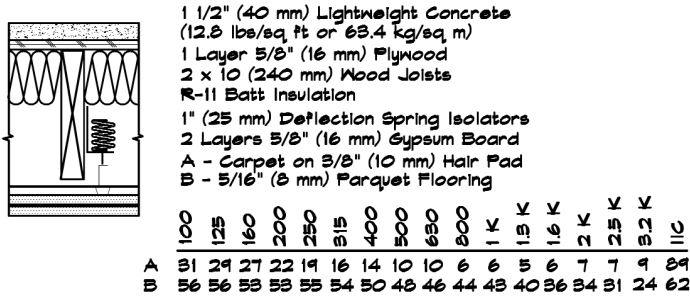 1 1/2" (40 mm) Lightweight Concrete
(12.8 lbs/sq ft or 63.4 kg/sq m)
1 Layer 5/8" (16 mm) Plywood
2 x 10 (240 mm) Wood Joists
R-11 Batt Insulation
1" (25 mm) Deflection Spring Isolators
2 Layers 5/8" (16 mm) Gypsum Board
A - Carpet on 3/8" (10 mm) Hair Pad
B - 5/16" (8 mm) Parquet Flooring
100 125 160 200 250 315 400 500 630 800 1 K 1.3 K 1.6 K 2 K 2.5 K 3.2 K IIC
A 31 29 27 22 19 16 14 10 10 6 6 5 6 7 7 9 89
B 56 56 53 53 55 54 50 48 46 44 43 40 36 34 31 24 62